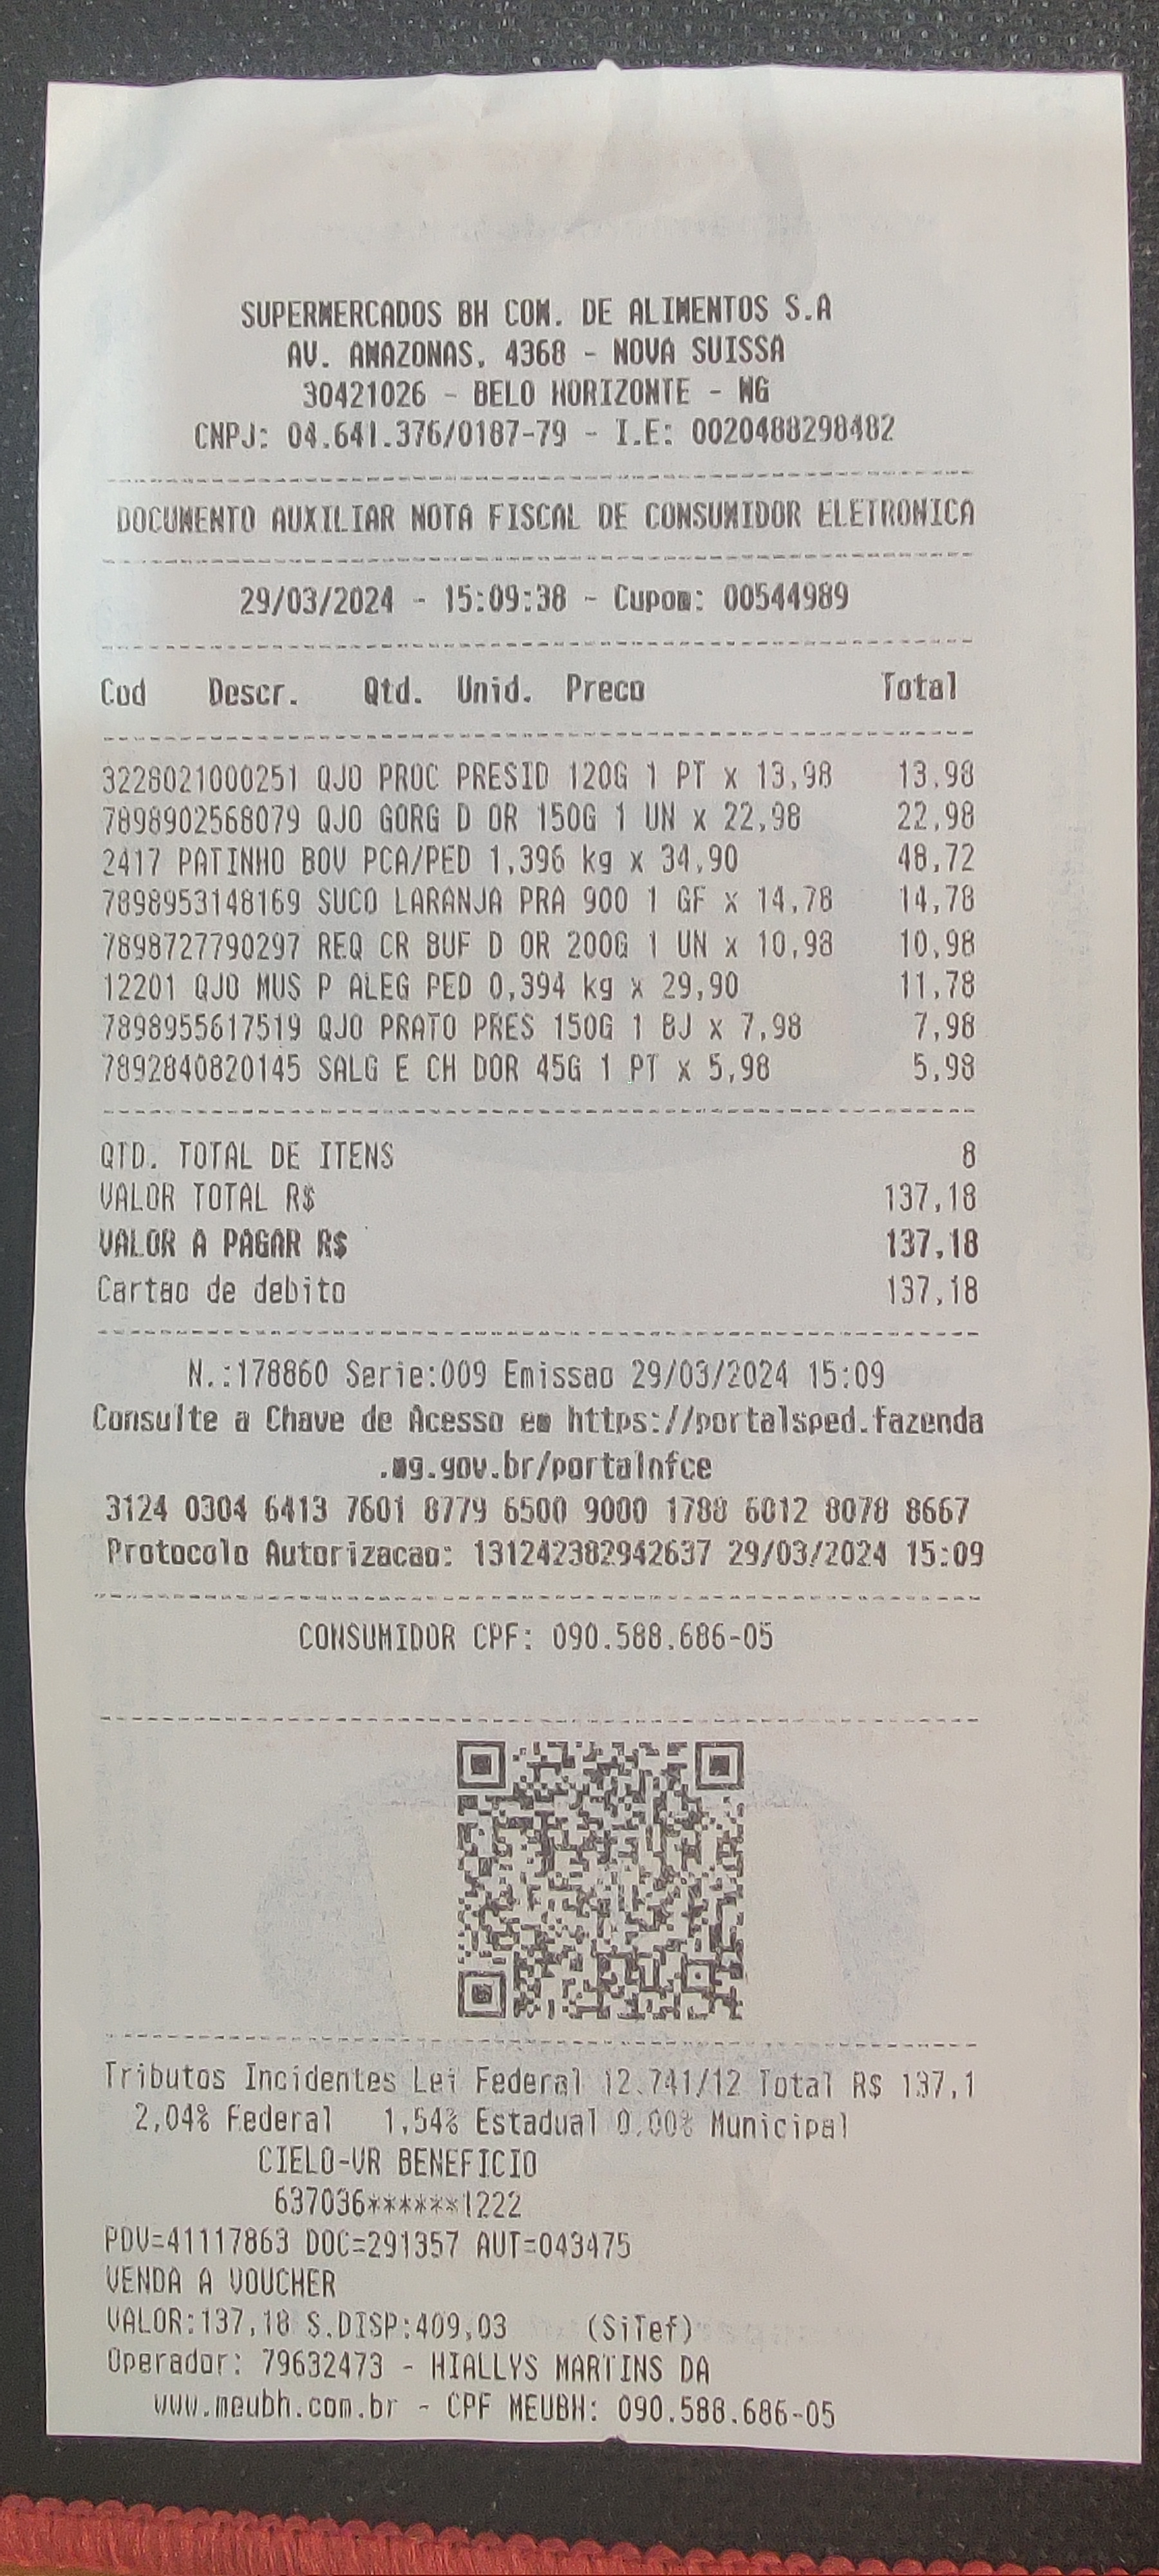 SUPERMERCADOS BH COM. DE ALIMENTOS S.A
AV. AMAZONAS, 4368 - NOVA SUISSA
30421026 - BELO HORIZONTE - MG
CNPJ: 04.641.376/0187-79 - I.E: 0020488298482
DOCUMENTO AUXILIAR NOTA FISCAL DE CONSUMIDOR ELETRONICA
29/03/2024 - 15:09:38 - Cupom: 00544989
Cod Descr. Qtd. Unid. Preco Total
3228021000251 QJO PROC PRESID 120G 1 PT x 13,98 13,98
7898902568079 QJO GORG D OR 150G 1 UN x 22,98 22,98
2417 PATINHO BOV PCA/PED 1,396 kg x 34,90 48,72
7898953148169 SUCO LARANJA PRA 900 1 GF x 14,78 14,78
7898727790297 REQ CR BUF D OR 200G 1 UN x 10,98 10,98
12201 QJO MUS P ALEG PED 0,394 kg x 29,90 11,78
7898955617519 QJO PRATO PRES 150G 1 BJ x 7,98 7,98
7892840820145 SALG E CH DOR 45G 1 PT x 5,98 5,98
QTD. TOTAL DE ITENS 8
VALOR TOTAL R$ 137,18
VALOR A PAGAR R$ 137,18
Cartao de debito 137,18
N.:178860 Serie:009 Emissao 29/03/2024 15:09
Consulte a Chave de Acesso em https://portalsped.fazenda
.mg.gov.br/portalnfce
3124 0304 6413 7601 8779 6500 9000 1788 6012 8078 8667
Protocolo Autorizacao: 131242382942637 29/03/2024 15:09
CONSUMIDOR CPF: 090.588.686-05
Tributos Incidentes Lei Federal 12.741/12 Total R$ 137,1
2,04% Federal 1,54% Estadual 0,00% Municipal
CIELO-VR BENEFICIO
637036******1222
PDV=41117863 DOC=291357 AUT=043475
VENDA A VOUCHER
VALOR:137,18 S.DISP:409,03 (SiTef)
Operador: 79632473 - HIALLYS MARTINS DA
www.meubh.com.br - CPF MEUBH: 090.588.686-05